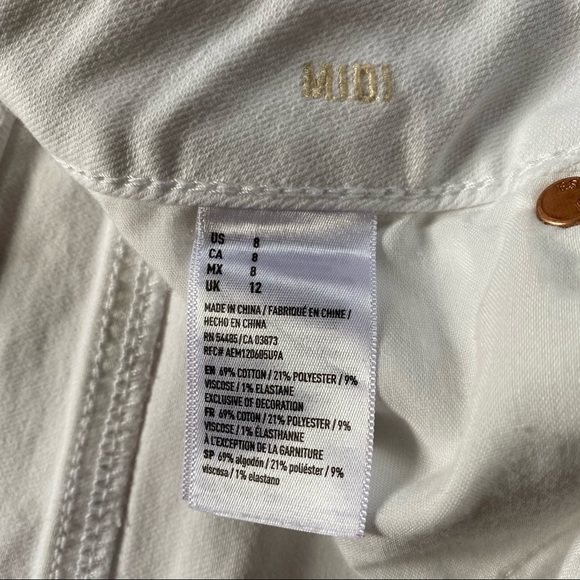 MIDI
US 8
CA 8
MX 8
UK 12
MADE IN CHINA / FABRIQUÉ EN CHINE /
HECHO EN CHINA
RN 54485/CA 03873
RFC# AEM120605U9A
EN 69% COTTON / 21% POLYESTER / 9%
VISCOSE / 1% ELASTANE
EXCLUSIVE OF DECORATION
FR 69% COTON / 21% POLYESTER / 9%
VISCOSE / 1% ÉLASTHANNE
À L'EXCEPTION DE LA GARNITURE
SP 69% algodón / 21% poliéster / 9%
viscosa / 1% elastano